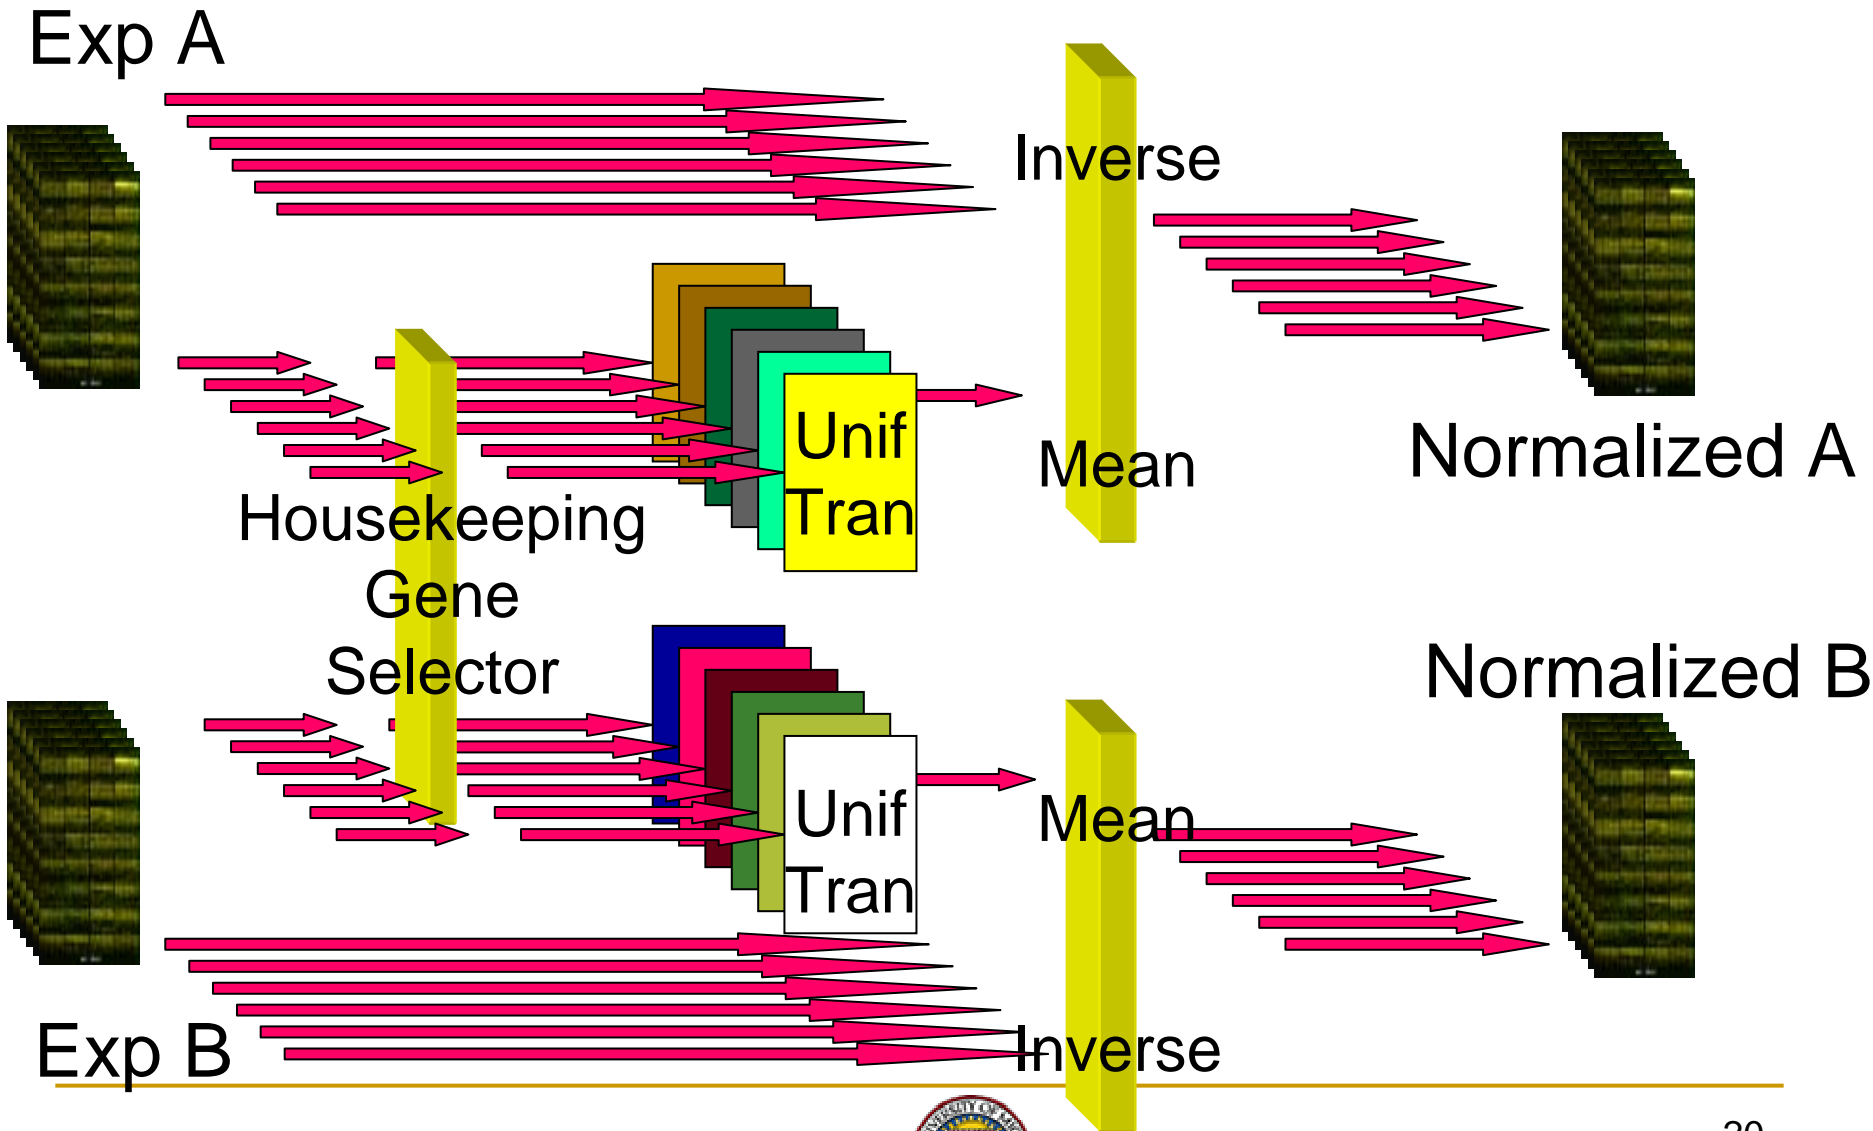 Exp A
Inverse
Unif
Tran
Mean
Normalized A
Housekeeping
Gene
Selector
Normalized B
Unif
Tran
Mean
Exp B
Inverse